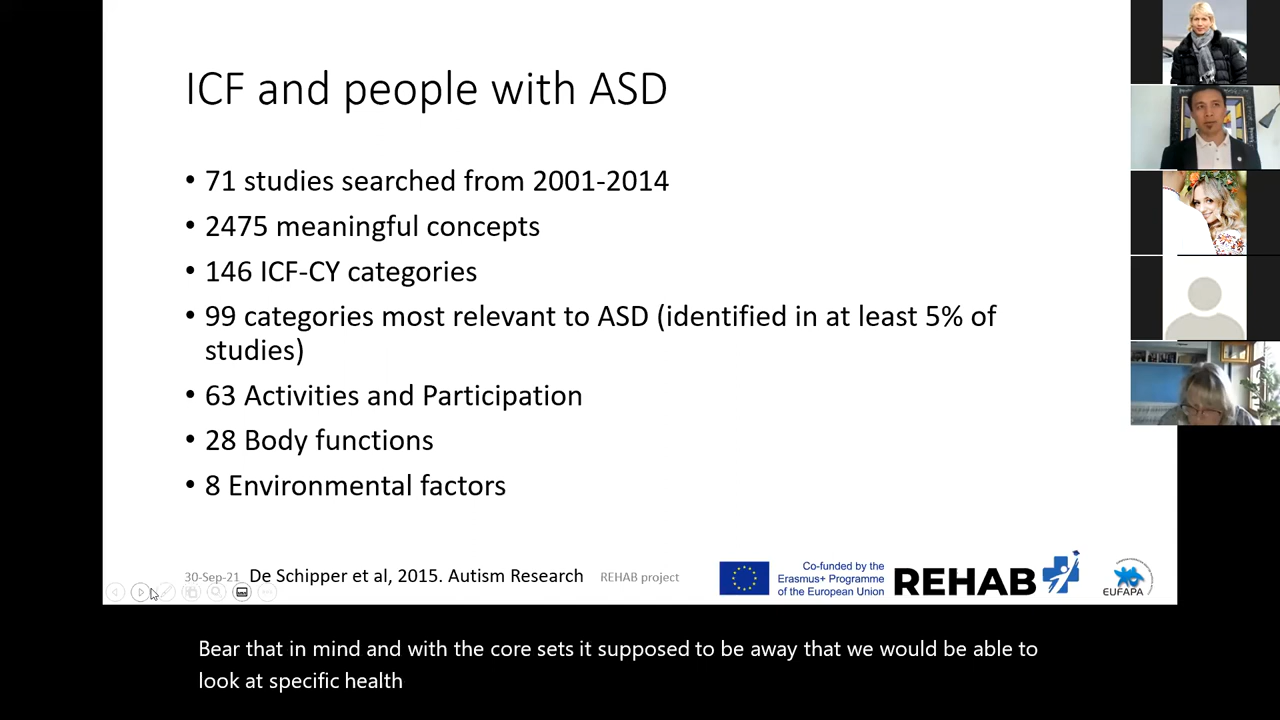 ICF and people with ASD
• 71 studies searched from 2001-2014
• 2475 meaningful concepts
• 146 ICF-CY categories
• 99 categories most relevant to ASD (identified in at least 5% of
studies)
• 63 Activities and Participation
• 28 Body functions
• 8 Environmental factors
30-Sep-21 De Schipper et al, 2015. Autism Research REHAB project
Co-funded by the
Erasmus+ Programme
of the European Union
REHAB
EUFAPA
Bear that in mind and with the core sets it supposed to be away that we would be able to
look at specific health